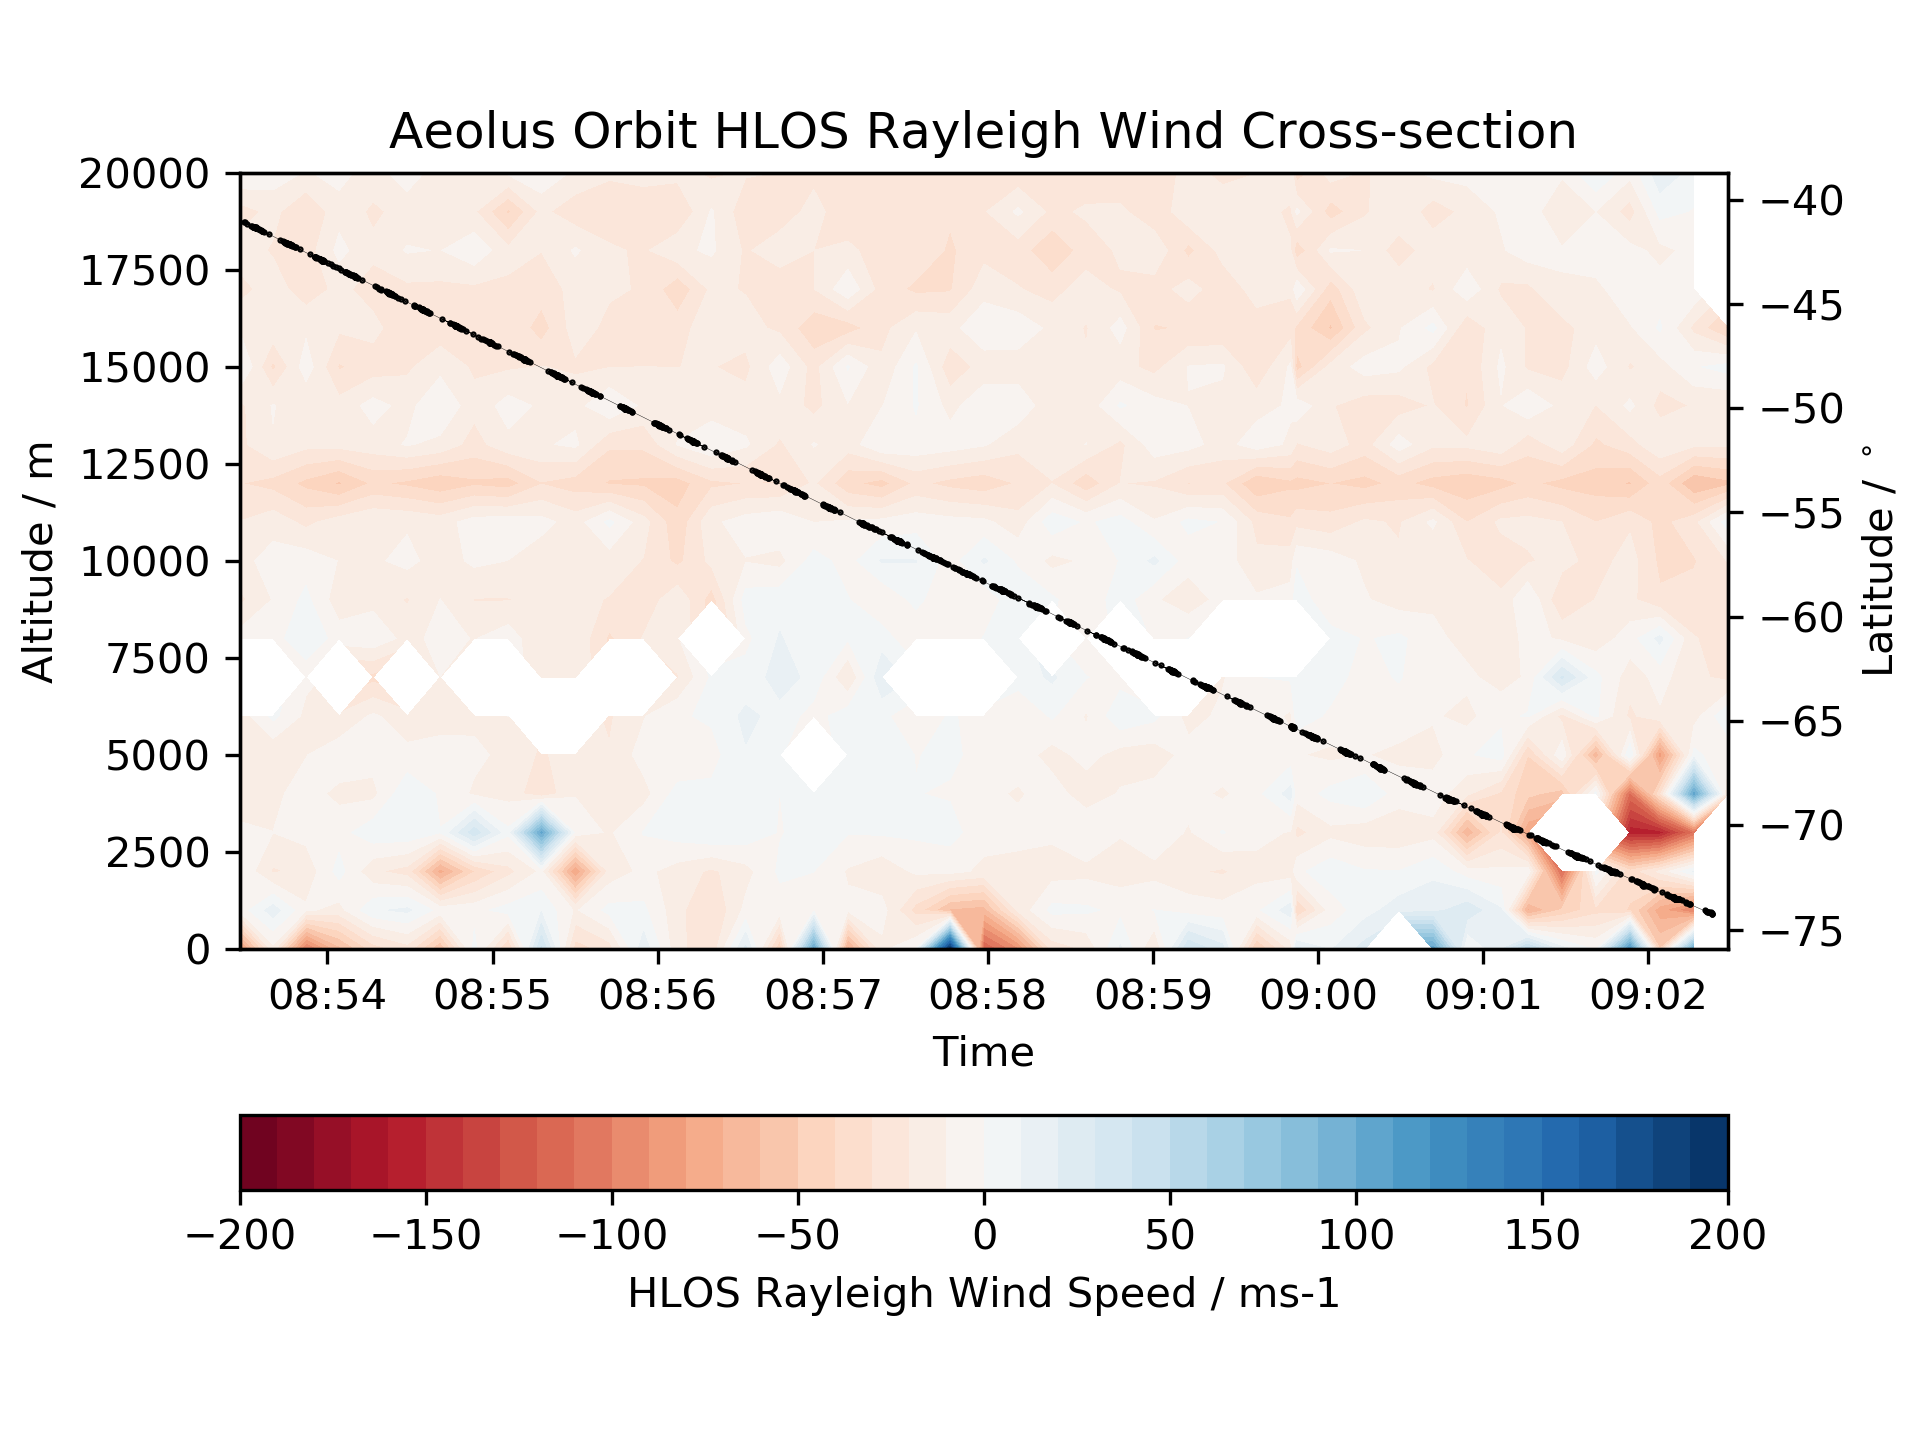 Aeolus Orbit HLOS Rayleigh Wind Cross-section
20000
17500
15000
12500
10000
7500
5000
2500
0
Altitude / m
−40
−45
−50
−55
−60
−65
−70
−75
Latitude / °
08:54 08:55 08:56 08:57 08:58 08:59 09:00 09:01 09:02
Time
−200 −150 −100 −50 0 50 100 150 200
HLOS Rayleigh Wind Speed / ms-1